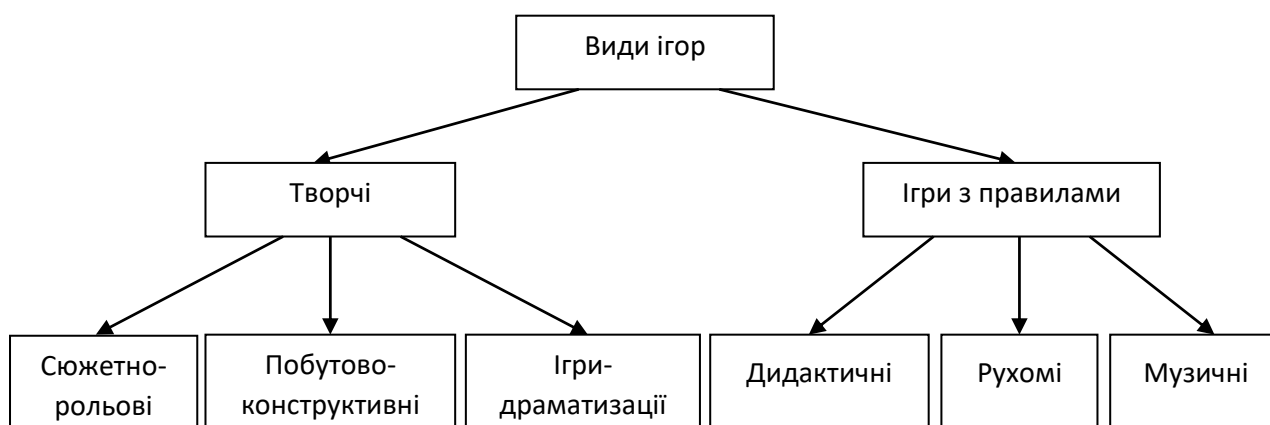 Види ігор
Творчі
Ігри з правилами
Сюжетно-
рольові
Побутово-
конструктивні
Ігри-
драматизації
Дидактичні
Рухомі
Музичні